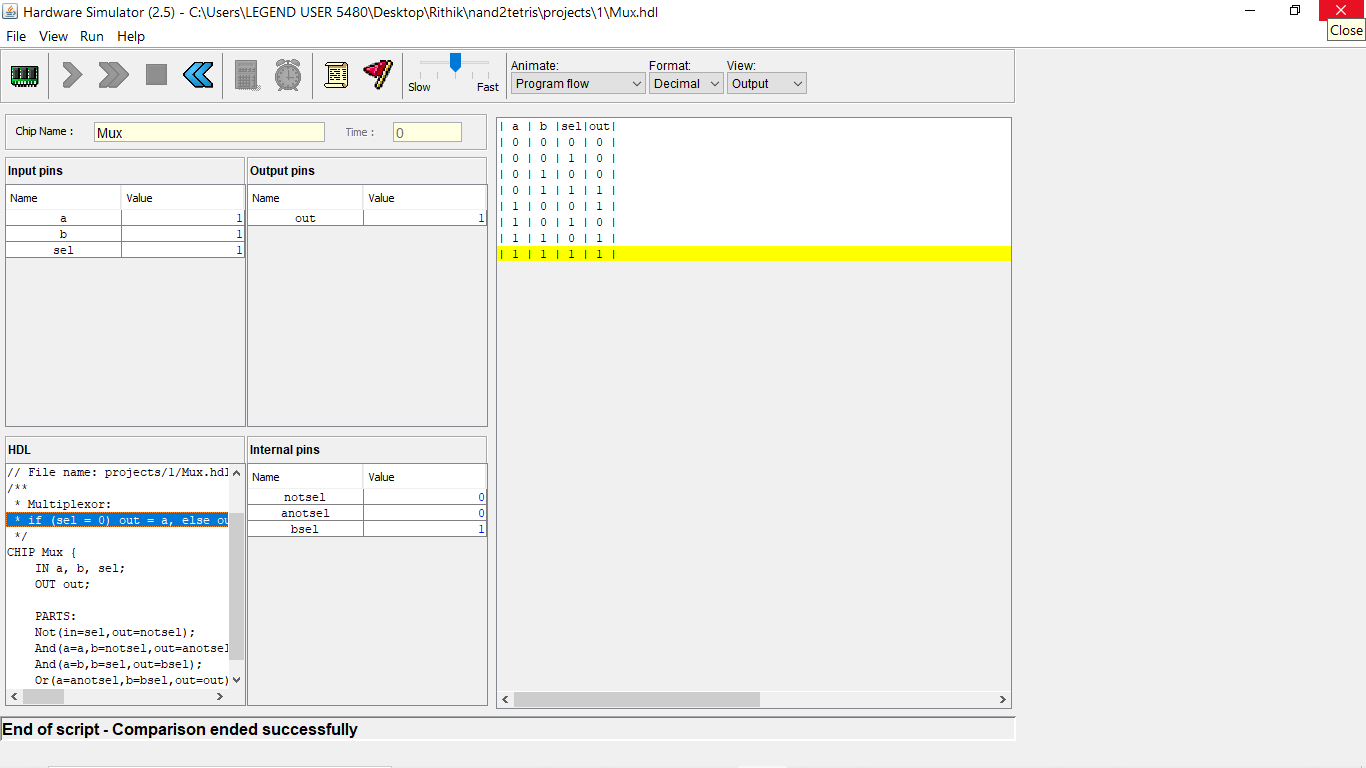 Hardware Simulator (2.5) - C:\Users\LEGEND USER 5480\Desktop\Rithik\nand2tetris\projects\1\Mux.hdl
Close
File View Run Help
Slow Fast
Animate: Format: View:
Program flow Decimal Output
Chip Name : Mux Time : 0
Input pins
Name Value
a 1
b 1
sel 1
Output pins
Name Value
out 1
HDL
// File name: projects/1/Mux.hdl
/**
* Multiplexor:
* if (sel = 0) out = a, else ou
*/
CHIP Mux {
IN a, b, sel;
OUT out;
PARTS:
Not(in=sel,out=notsel);
And(a=a,b=notsel,out=anotsel
And(a=b,b=sel,out=bsel);
Or(a=anotsel,b=bsel,out=out)
Internal pins
Name Value
notsel 0
anotsel 0
bsel 1
| a | b |sel|out|
| 0 | 0 | 0 | 0 |
| 0 | 0 | 1 | 0 |
| 0 | 1 | 0 | 0 |
| 0 | 1 | 1 | 1 |
| 1 | 0 | 0 | 1 |
| 1 | 0 | 1 | 0 |
| 1 | 1 | 0 | 1 |
| 1 | 1 | 1 | 1 |
End of script - Comparison ended successfully